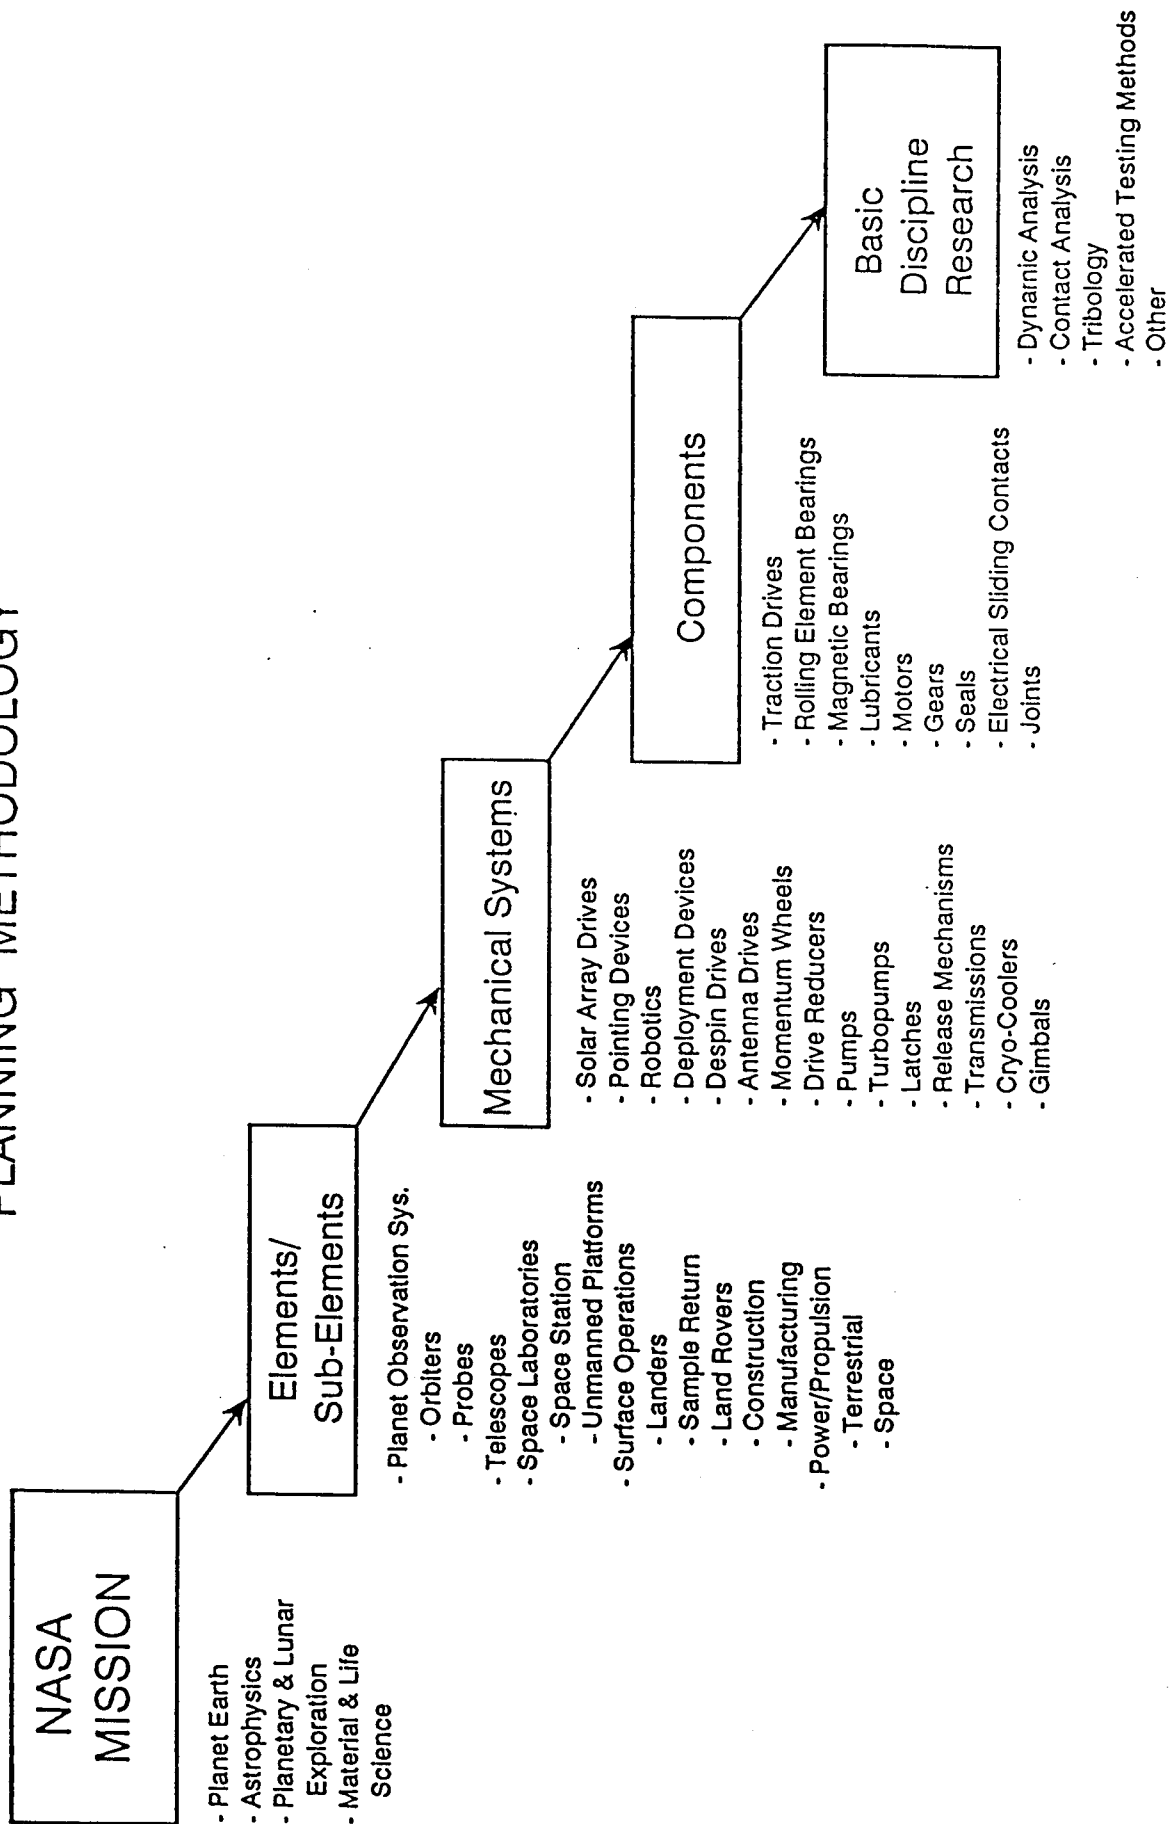 PLANNING METHODOLOGY
NASA
MISSION
- Planet Earth
- Astrophysics
- Planetary & Lunar
Exploration
- Material & Life
Science
Elements/
Sub-Elements
- Planet Observation Sys.
- Orbiters
- Probes
- Telescopes
- Space Laboratories
- Space Station
- Unmanned Platforms
- Surface Operations
- Landers
- Sample Return
- Land Rovers
- Construction
- Manufacturing
- Power/Propulsion
- Terrestrial
- Space
Mechanical Systems
- Solar Array Drives
- Pointing Devices
- Robotics
- Deployment Devices
- Despin Drives
- Antenna Drives
- Momentum Wheels
- Drive Reducers
- Pumps
- Turbopumps
- Latches
- Release Mechanisms
- Transmissions
- Cryo-Coolers
- Gimbals
Components
- Traction Drives
- Rolling Element Bearings
- Magnetic Bearings
- Lubricants
- Motors
- Gears
- Seals
- Electrical Sliding Contacts
- Joints
Basic
Discipline
Research
- Dynamic Analysis
- Contact Analysis
- Tribology
- Accelerated Testing Methods
- Other